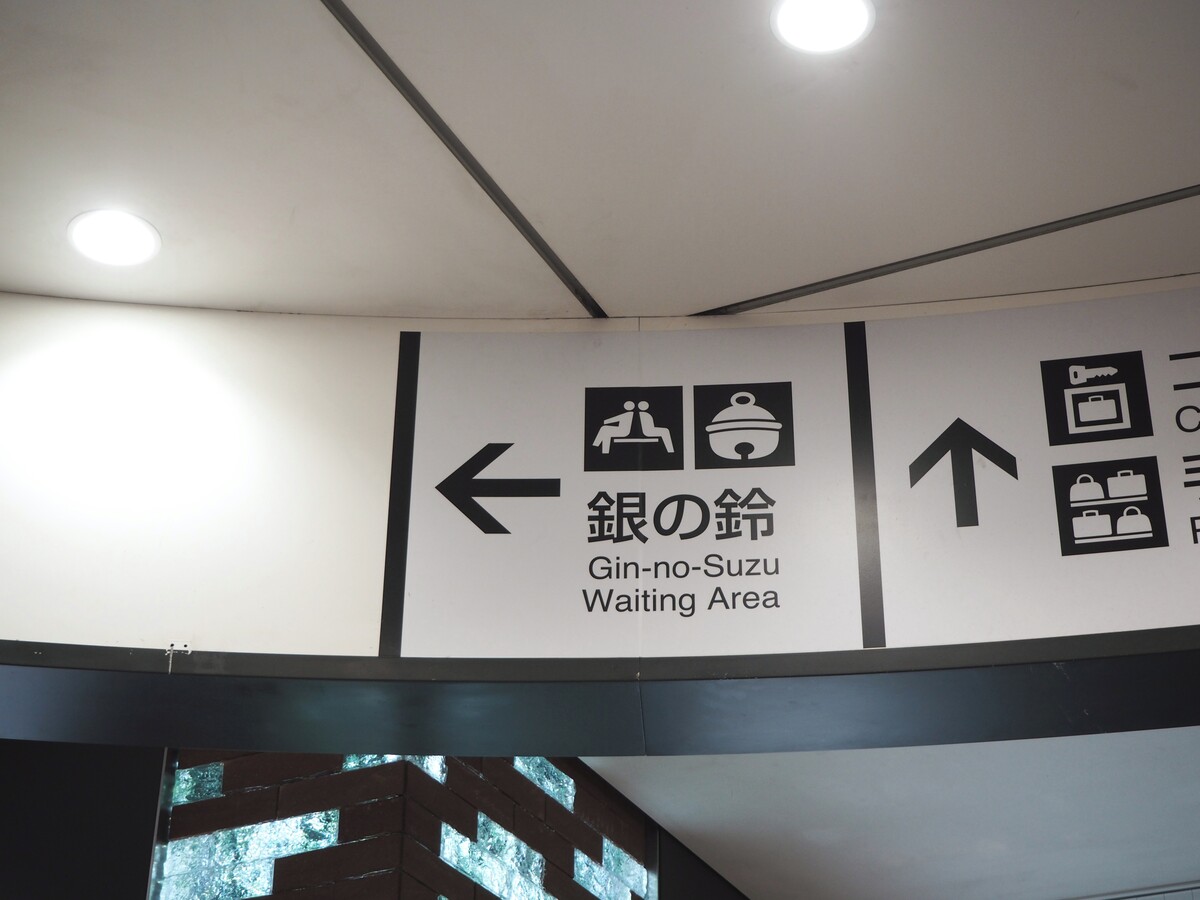 銀の鈴
Gin-no-Suzu
Waiting Area